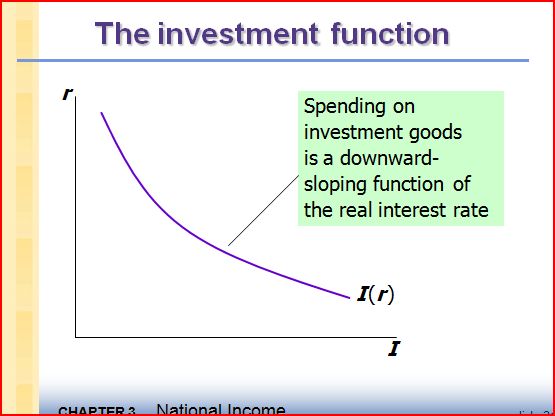 The investment function
r
Spending on
investment goods
is a downward-
sloping function of
the real interest rate
I(r)
I
CHAPTER 3 National Income